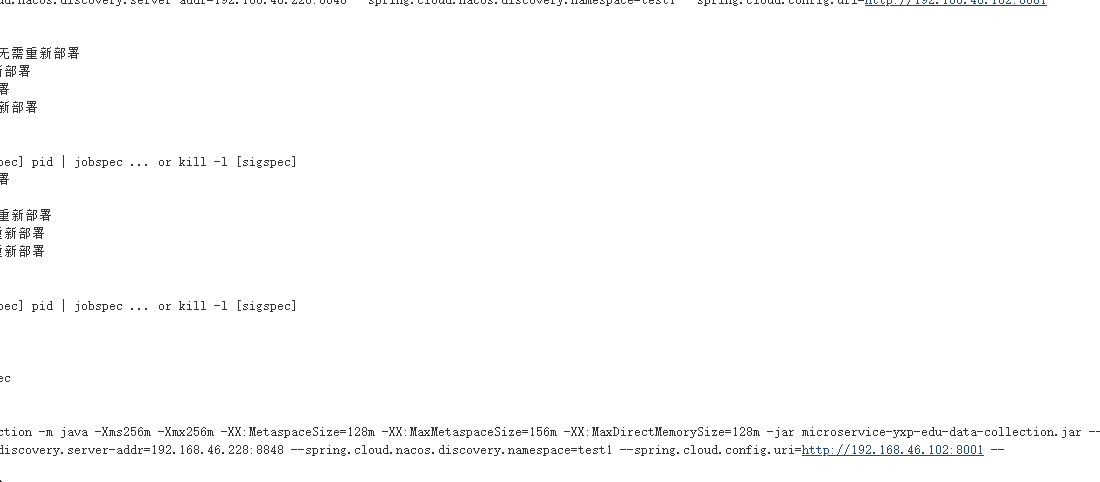 ud.nacos.discovery.server-addr=192.168.46.228:8848 --spring.cloud.nacos.discovery.namespace=test1 --spring.cloud.config.uri=http://192.168.46.102:8001
无需重新部署
新部署
署
新部署
pec] pid | jobspec ... or kill -l [sigspec]
署
重新部署
重新部署
重新部署
pec] pid | jobspec ... or kill -l [sigspec]
ec
ction -m java -Xms256m -Xmx256m -XX:MetaspaceSize=128m -XX:MaxMetaspaceSize=156m -XX:MaxDirectMemorySize=128m -jar microservice-yxp-edu-data-collection.jar --
discovery.server-addr=192.168.46.228:8848 --spring.cloud.nacos.discovery.namespace=test1 --spring.cloud.config.uri=http://192.168.46.102:8001 --